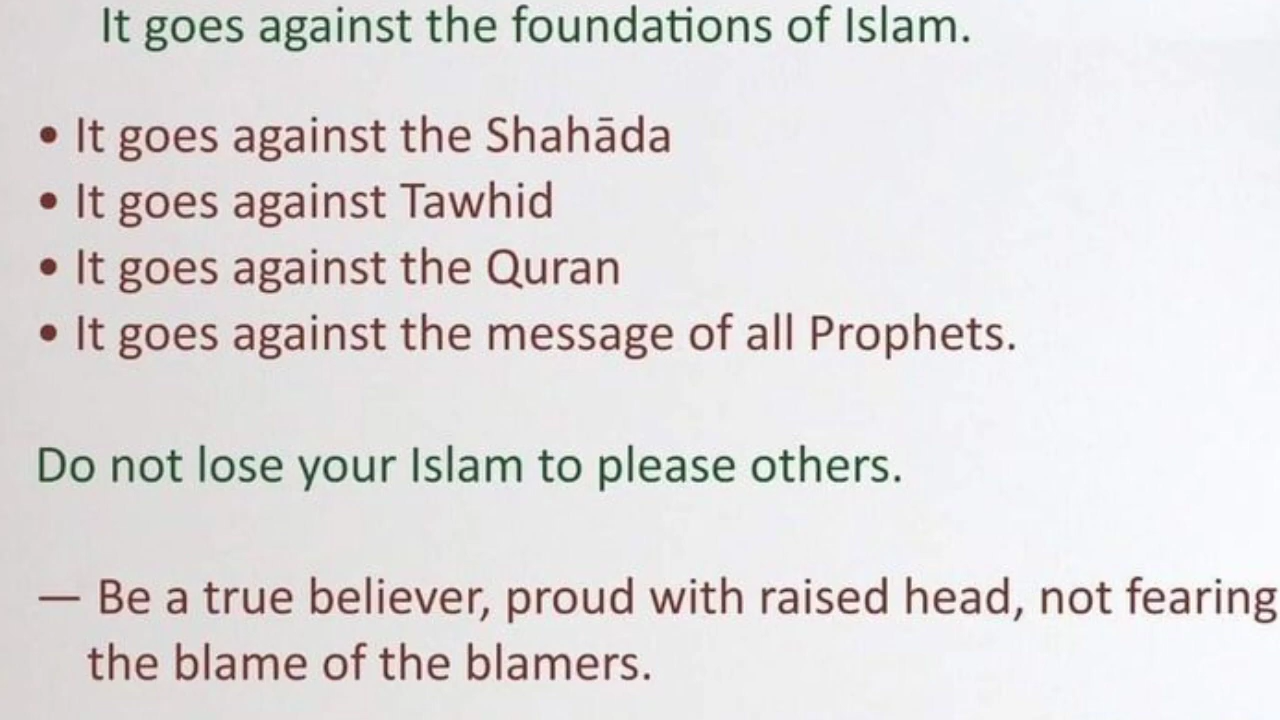 It goes against the foundations of Islam.
• It goes against the Shahāda
• It goes against Tawhid
• It goes against the Quran
• It goes against the message of all Prophets.
Do not lose your Islam to please others.
— Be a true believer, proud with raised head, not fearing
the blame of the blamers.